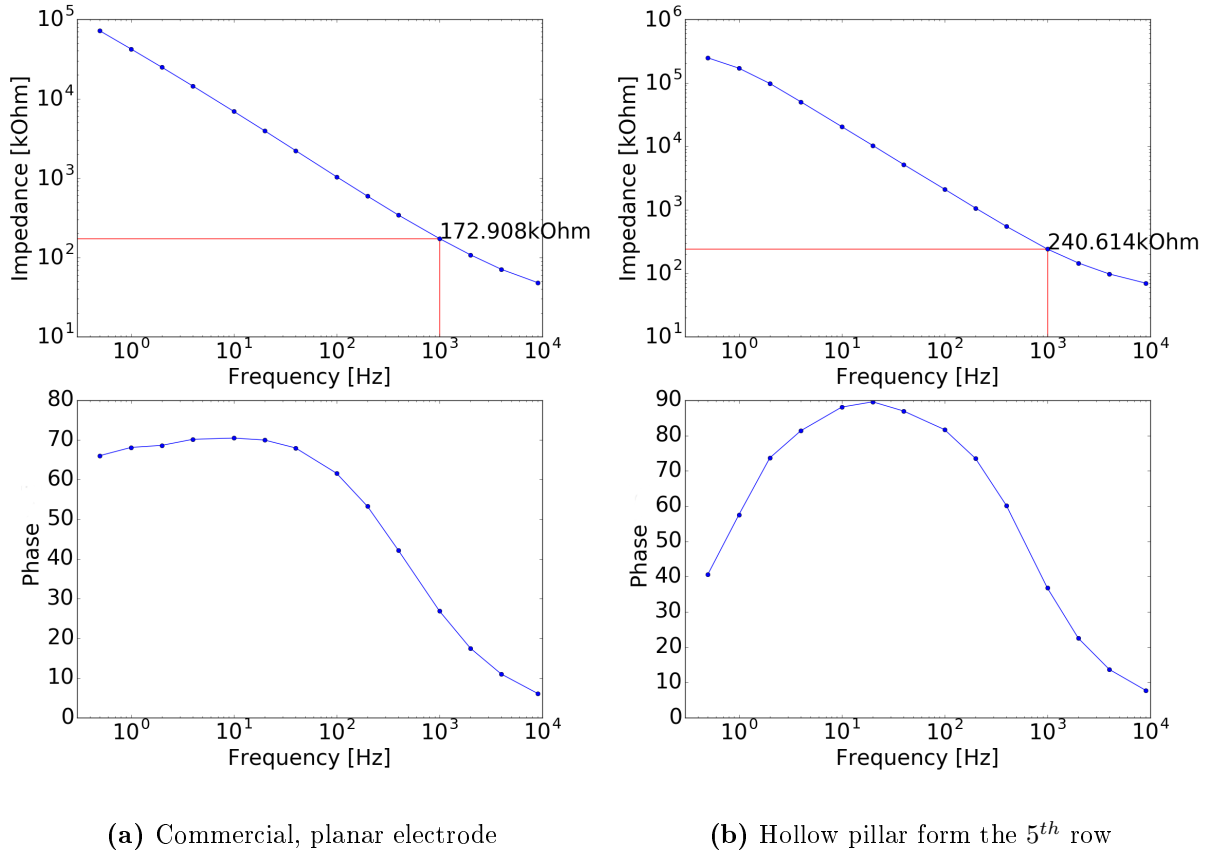 10^5
10^4
10^3
10^2
10^1
Impedance [kOhm]
172.908kOhm
10^0 10^1 10^2 10^3 10^4
Frequency [Hz]
10^6
10^5
10^4
10^3
10^2
10^1
Impedance [kOhm]
240.614kOhm
10^0 10^1 10^2 10^3 10^4
Frequency [Hz]
80
70
60
50
40
30
20
10
0
Phase
10^0 10^1 10^2 10^3 10^4
Frequency [Hz]
90
80
70
60
50
40
30
20
10
0
Phase
10^0 10^1 10^2 10^3 10^4
Frequency [Hz]
(a) Commercial, planar electrode
(b) Hollow pillar form the 5^th row